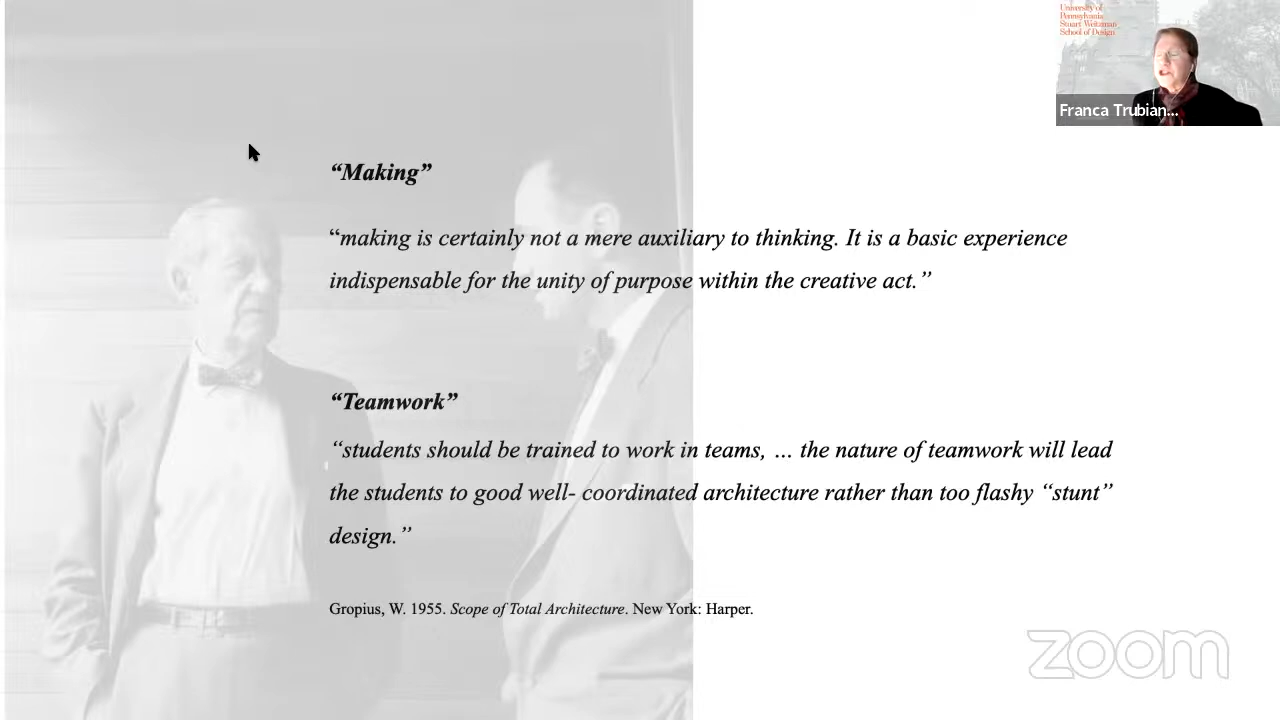 University of
Pennsylvania
Stuart Weitzman
School of Design
Franca Trubian...
“Making”
“making is certainly not a mere auxiliary to thinking. It is a basic experience
indispensable for the unity of purpose within the creative act.”
“Teamwork”
“students should be trained to work in teams, ... the nature of teamwork will lead
the students to good well- coordinated architecture rather than too flashy “stunt”
design.”
Gropius, W. 1955. Scope of Total Architecture. New York: Harper.
zoom